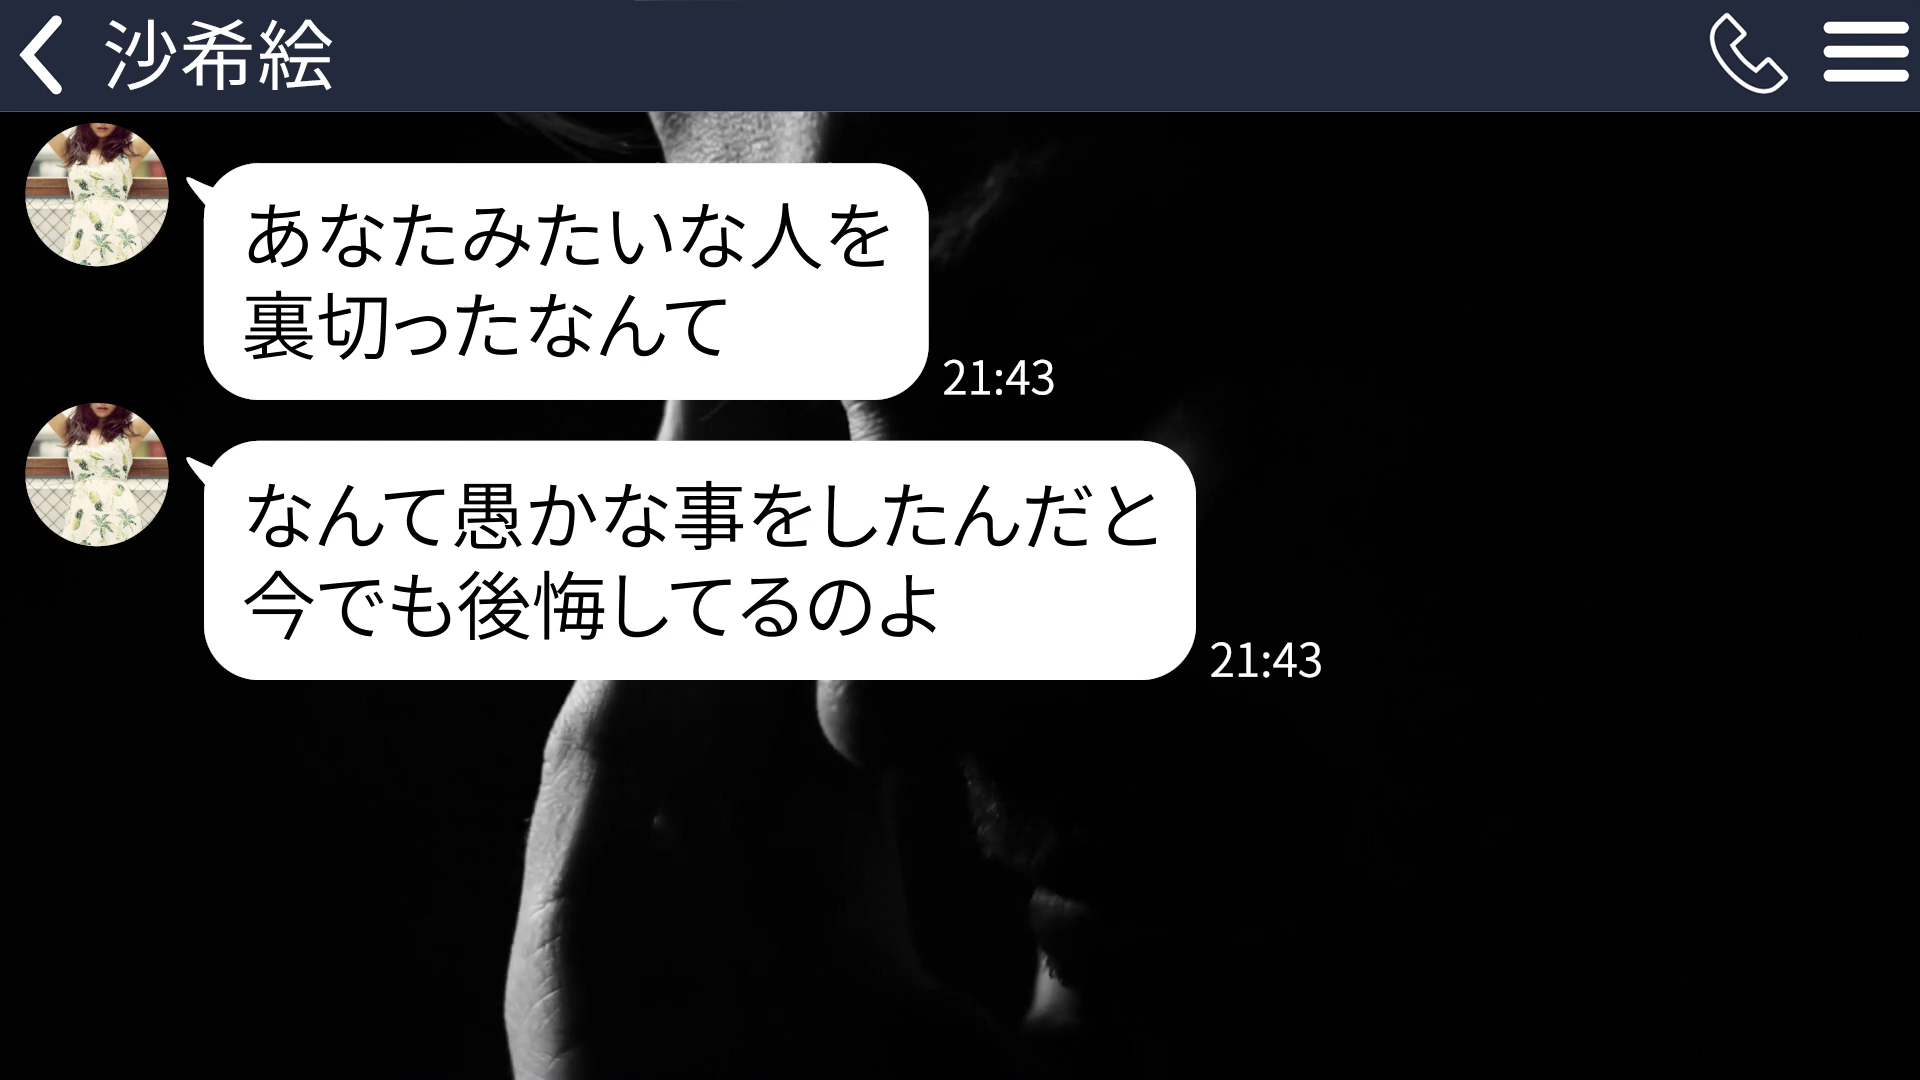 沙希絵
あなたみたいな人を
裏切ったなんて
21:43
なんて愚かな事をしたんだと
今でも後悔してるのよ
21:43